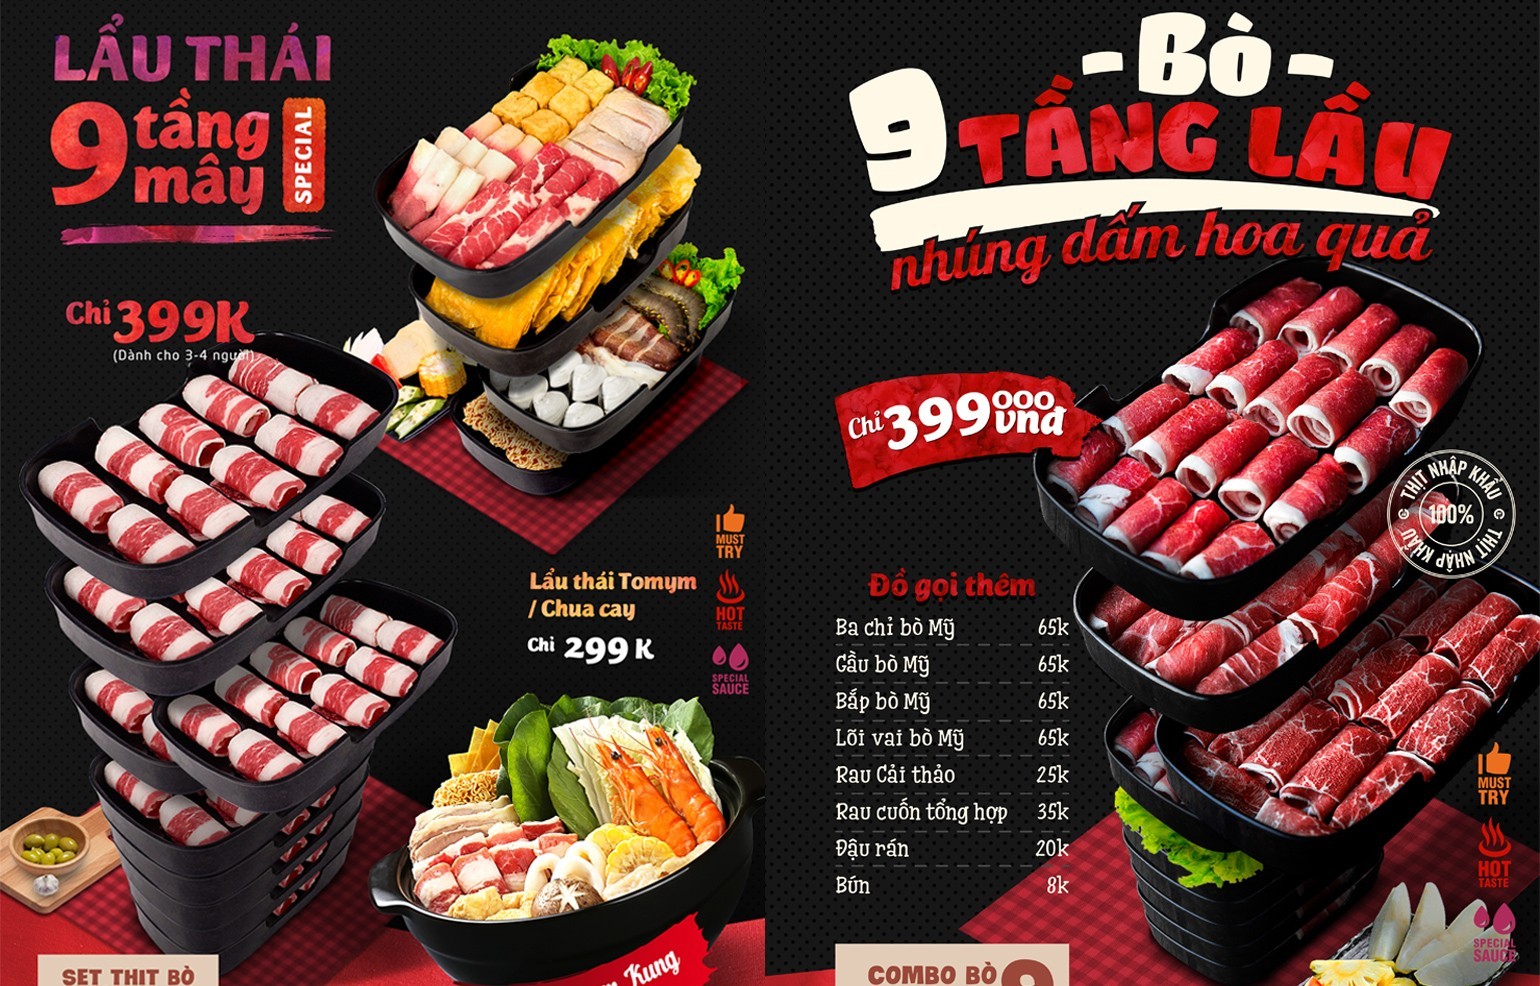 LẨU THÁI
9 tầng
mây
SPECIAL
Chỉ 399K
(Dành cho 3-4 người)
MUST
TRY
HOT
TASTE
SPECIAL
SAUCE
Lẩu thái Tomym
/ Chua cay
Chỉ 299K
Kung
SET THỊT BÒ
- Bò -
9 TẦNG LẦU
nhúng dấm hoa quả
Chỉ 399 000
vnđ
THỊT NHẬP KHẨU
100%
THỊT NHẬP KHẨU
Đồ gọi thêm
Ba chỉ bò Mỹ 65k
Gầu bò Mỹ 65k
Bắp bò Mỹ 65k
Lõi vai bò Mỹ 65k
Rau Cải thảo 25k
Rau cuốn tổng hợp 35k
Đậu rán 20k
Bún 8k
MUST
TRY
HOT
TASTE
SPECIAL
SAUCE
COMBO BÒ 9